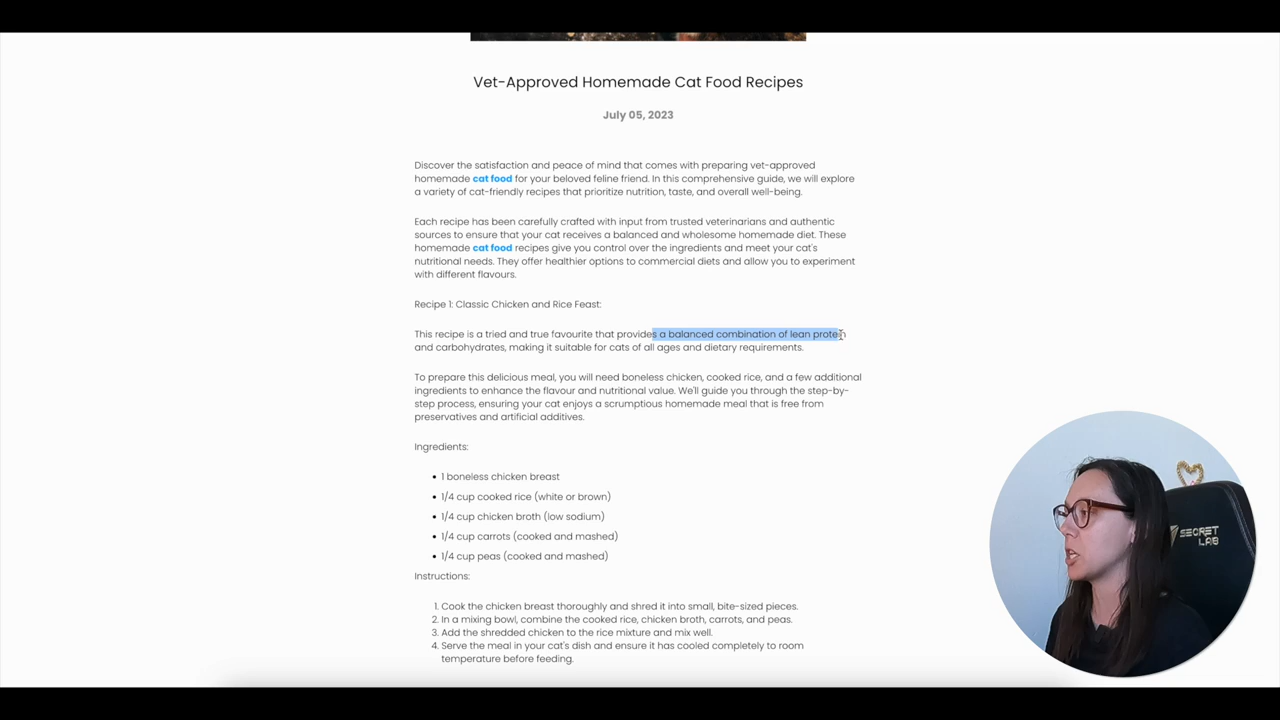 Vet-Approved Homemade Cat Food Recipes
July 05, 2023
Discover the satisfaction and peace of mind that comes with preparing vet-approved
homemade cat food for your beloved feline friend. In this comprehensive guide, we will explore
a variety of cat-friendly recipes that prioritize nutrition, taste, and overall well-being.
Each recipe has been carefully crafted with input from trusted veterinarians and authentic
sources to ensure that your cat receives a balanced and wholesome homemade diet. These
homemade cat food recipes give you control over the ingredients and meet your cat's
nutritional needs. They offer healthier options to commercial diets and allow you to experiment
with different flavours.
Recipe 1: Classic Chicken and Rice Feast:
This recipe is a tried and true favourite that provides a balanced combination of lean protein
and carbohydrates, making it suitable for cats of all ages and dietary requirements.
To prepare this delicious meal, you will need boneless chicken, cooked rice, and a few additional
ingredients to enhance the flavour and nutritional value. We'll guide you through the step-by-
step process, ensuring your cat enjoys a scrumptious homemade meal that is free from
preservatives and artificial additives.
Ingredients:
• 1 boneless chicken breast
• 1/4 cup cooked rice (white or brown)
• 1/4 cup chicken broth (low sodium)
• 1/4 cup carrots (cooked and mashed)
• 1/4 cup peas (cooked and mashed)
Instructions:
1. Cook the chicken breast thoroughly and shred it into small, bite-sized pieces.
2. In a mixing bowl, combine the cooked rice, chicken broth, carrots, and peas.
3. Add the shredded chicken to the rice mixture and mix well.
4. Serve the meal in your cat's dish and ensure it has cooled completely to room
temperature before feeding.
SECRET
LAB